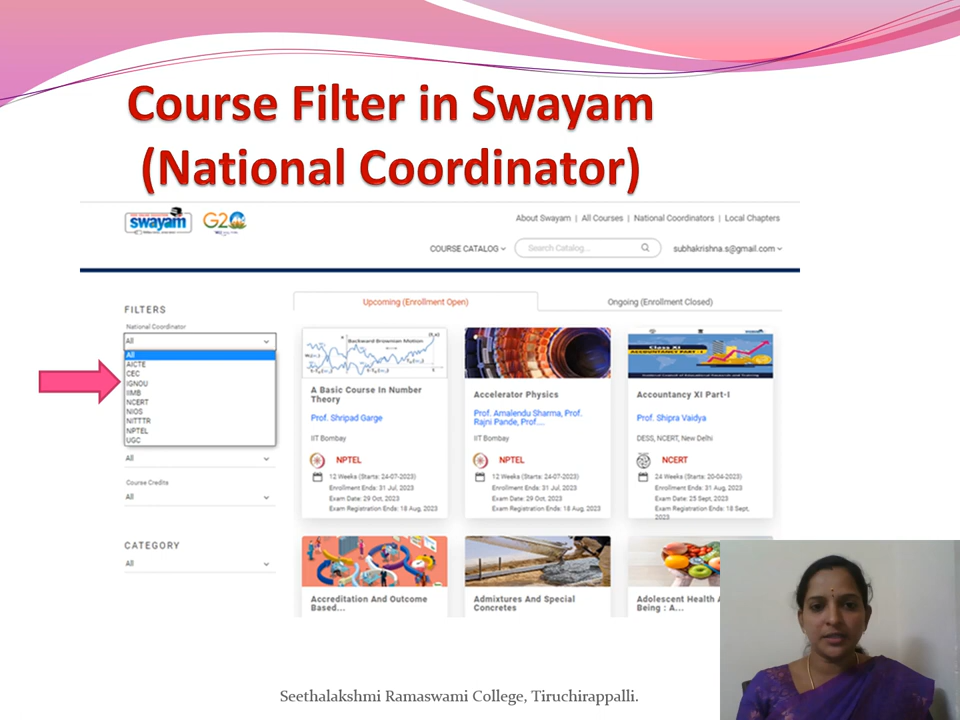 Course Filter in Swayam
(National Coordinator)
swayam
G20
About Swayam | All Courses | National Coordinators | Local Chapters
COURSE CATALOG
Search Catalog...
subhakrishna.s@gmail.com
FILTERS
National Coordinator
All
All
AICTE
CEC
IGNOU
IIMB
NCERT
NIOS
NITTTR
NPTEL
UGC
All
Course Credits
All
CATEGORY
All
Upcoming (Enrollment Open)
Ongoing (Enrollment Closed)
Backward Brownian Motion
A Basic Course In Number
Theory
Prof. Shripad Garge
IIT Bombay
NPTEL
12 Weeks (Starts: 24-07-2023)
Enrollment Ends: 31 Jul, 2023
Exam Date: 29 Oct, 2023
Exam Registration Ends: 18 Aug, 2023
Accelerator Physics
Prof. Amalendu Sharma, Prof.
Rajni Pande, Prof....
IIT Bombay
NPTEL
12 Weeks (Starts: 24-07-2023)
Enrollment Ends: 31 Jul, 2023
Exam Date: 29 Oct, 2023
Exam Registration Ends: 18 Aug, 2023
Class XI
ACCOUNTANCY PART - I
Accountancy XI Part-I
Prof. Shipra Vaidya
DESS, NCERT, New Delhi
NCERT
24 Weeks (Starts: 20-04-2023)
Enrollment Ends: 31 Aug, 2023
Exam Date: 25 Sept, 2023
Exam Registration Ends: 18 Sept,
2023
Accreditation And Outcome
Based...
Admixtures And Special
Concretes
Adolescent Health A
Being : A...
Seethalakshmi Ramaswami College, Tiruchirappalli.